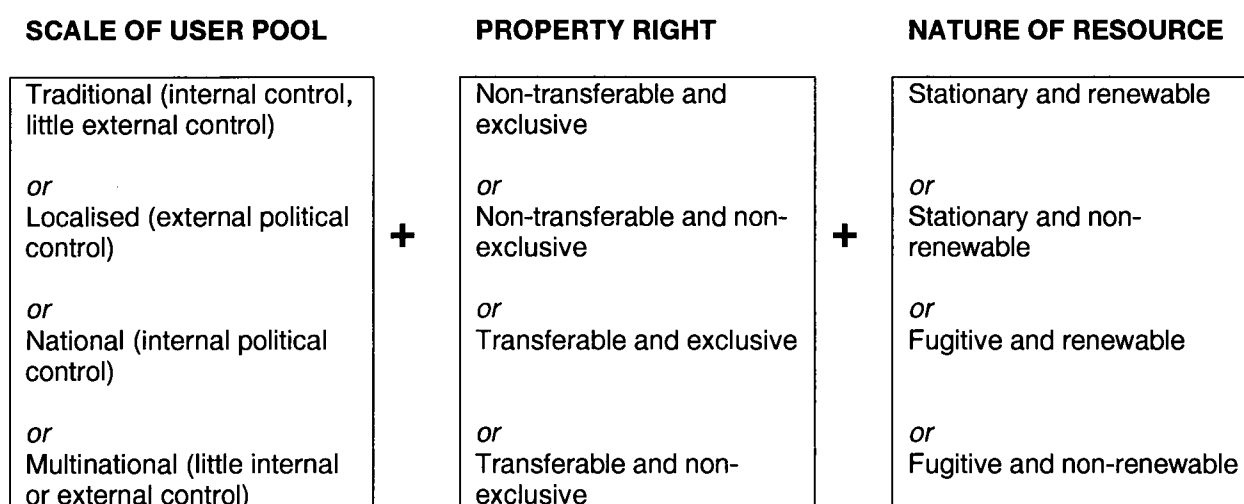 SCALE OF USER POOL
Traditional (internal control,
little external control)
or
Localised (external political
control)
or
National (internal political
control)
or
Multinational (little internal
or external control)
+
PROPERTY RIGHT
Non-transferable and
exclusive
or
Non-transferable and non-
exclusive
or
Transferable and exclusive
or
Transferable and non-
exclusive
+
NATURE OF RESOURCE
Stationary and renewable
or
Stationary and non-
renewable
or
Fugitive and renewable
or
Fugitive and non-renewable